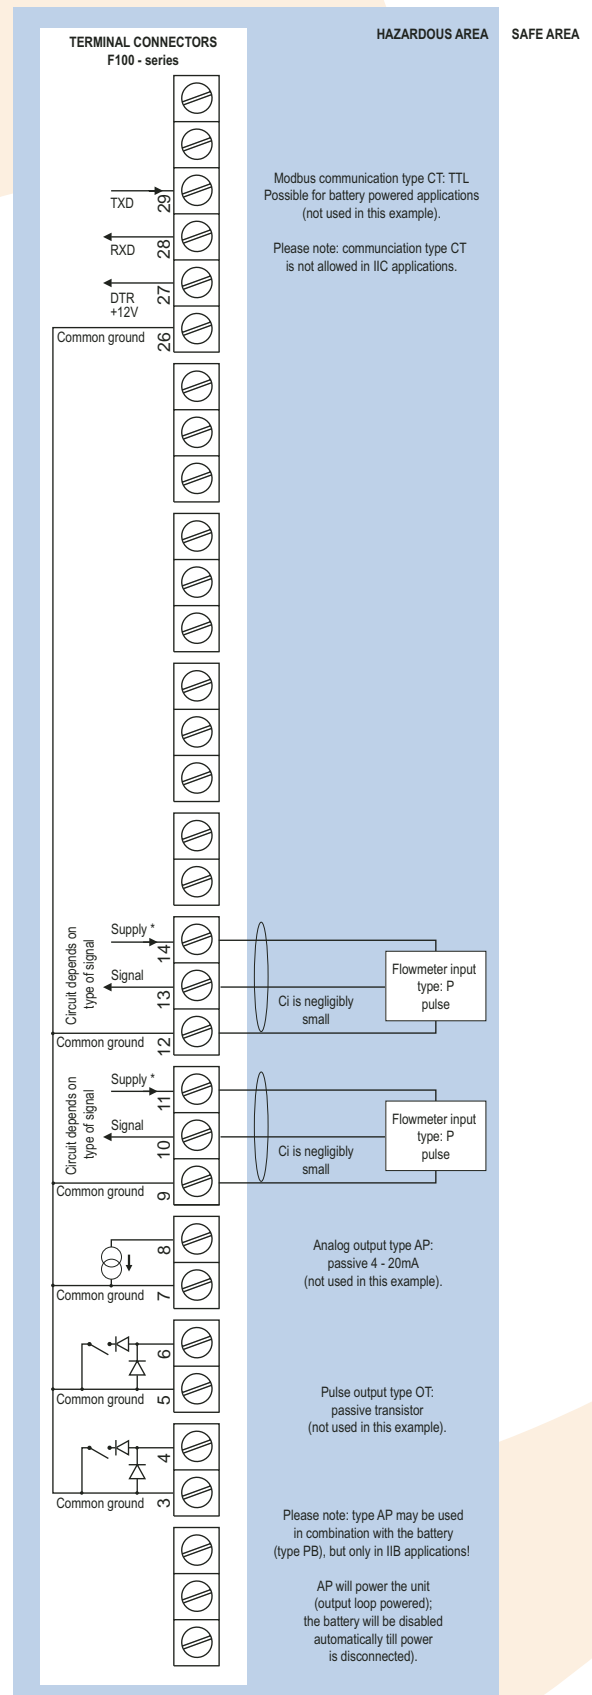 HAZARDOUS AREA
SAFE AREA
TERMINAL CONNECTORS
F100 - series
Modbus communication type CT: TTL
Possible for battery powered applications
(not used in this example).
Please note: communciation type CT
is not allowed in IIC applications.
TXD
29
RXD
28
DTR
+12V
27
Common ground
26
Circuit depends on
type of signal
Supply *
14
Signal
13
Common ground
12
Ci is negligibly
small
Flowmeter input
type: P
pulse
Circuit depends on
type of signal
Supply *
11
Signal
10
Common ground
9
Ci is negligibly
small
Flowmeter input
type: P
pulse
8
Common ground
7
Analog output type AP:
passive 4 - 20mA
(not used in this example).
6
Common ground
5
Pulse output type OT:
passive transistor
(not used in this example).
4
Common ground
3
Please note: type AP may be used
in combination with the battery
(type PB), but only in IIB applications!
AP will power the unit
(output loop powered);
the battery will be disabled
automatically till power
is disconnected).